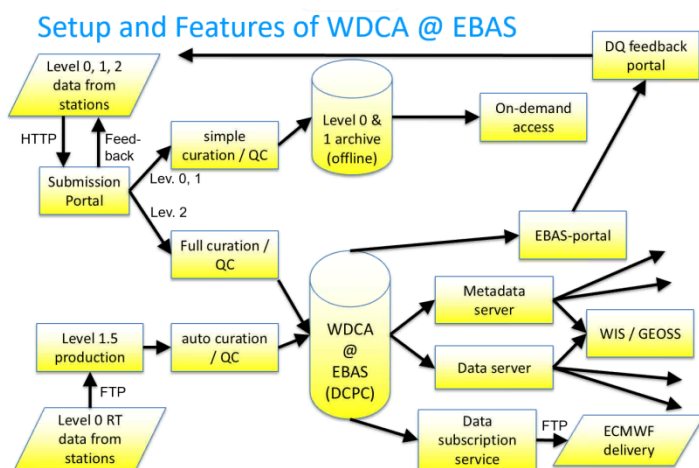 Setup and Features of WDCA @ EBAS
Level 0, 1, 2
data from
stations
DQ feedback
portal
HTTP
Feed-
back
simple
curation / QC
Level 0 &
1 archive
(offline)
On-demand
access
Submission
Portal
Lev. 0, 1
Lev. 2
Full curation /
QC
EBAS-portal
WDCA
@
EBAS
(DCPC)
Metadata
server
WIS / GEOSS
Level 1.5
production
auto curation
/ QC
Data server
FTP
Level 0 RT
data from
stations
Data
subscription
service
FTP
ECMWF
delivery